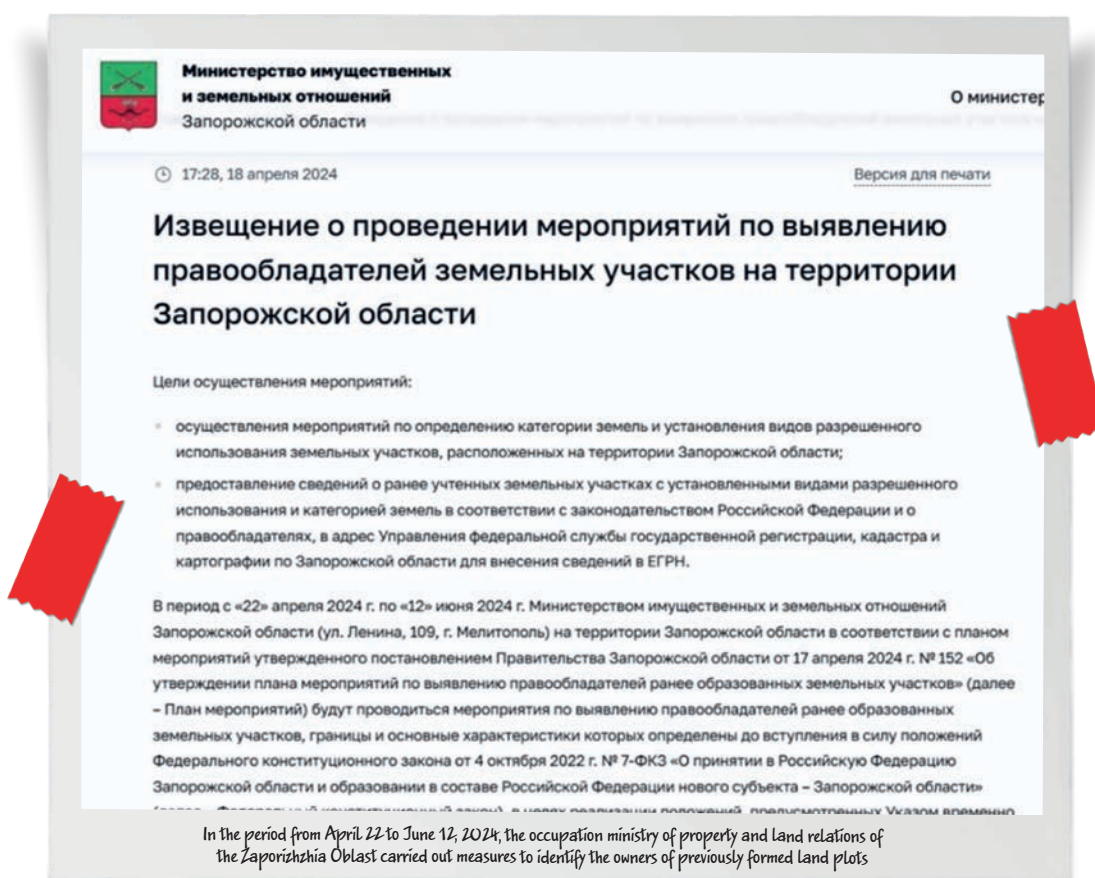 Министерство имущественных
и земельных отношений
Запорожской области
О министер
17:28, 18 апреля 2024
Версия для печати
Извещение о проведении мероприятий по выявлению
правообладателей земельных участков на территории
Запорожской области
Цели осуществления мероприятий:
осуществления мероприятий по определению категории земель и установления видов разрешенного
использования земельных участков, расположенных на территории Запорожской области;
предоставление сведений о ранее учтенных земельных участках с установленными видами разрешенного
использования и категорией земель в соответствии с законодательством Российской Федерации и о
правообладателях, в адрес Управления федеральной службы государственной регистрации, кадастра и
картографии по Запорожской области для внесения сведений в ЕГРН.
В период с «22» апреля 2024 г. по «12» июня 2024 г. Министерством имущественных и земельных отношений
Запорожской области (ул. Ленина, 109, г. Мелитополь) на территории Запорожской области в соответствии с планом
мероприятий утвержденного постановлением Правительства Запорожской области от 17 апреля 2024 г. № 152 «Об
утверждении плана мероприятий по выявлению правообладателей ранее образованных земельных участков» (далее
– План мероприятий) будут проводиться мероприятия по выявлению правообладателей ранее образованных
земельных участков, границы и основные характеристики которых определены до вступления в силу положений
Федерального конституционного закона от 4 октября 2022 г. № 7-ФКЗ «О принятии в Российскую Федерацию
Запорожской области и образовании в составе Российской Федерации нового субъекта – Запорожской области»
(далее – Федеральный конституционный закон), в целях реализации положений, предусмотренных Указом временно
In the period from April 22 to June 12, 2024, the occupation ministry of property and land relations of
the Zaporizhzhia Oblast carried out measures to identify the owners of previously formed land plots